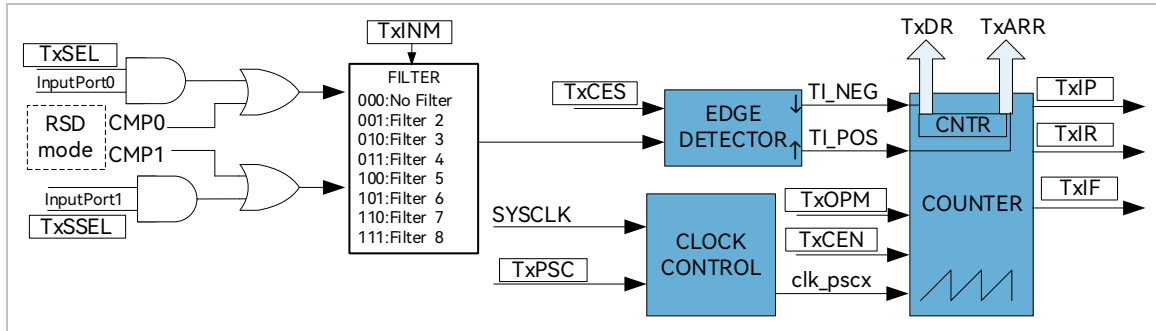 TxSEL
InputPort0
RSD
mode
CMP0
CMP1
InputPort1
TxSSEL
TxINM
FILTER
000:No Filter
001:Filter 2
010:Filter 3
011:Filter 4
100:Filter 5
101:Filter 6
110:Filter 7
111:Filter 8
TxCES
EDGE
DETECTOR
↓
↑
TI_NEG
TI_POS
SYSCLK
TxPSC
CLOCK
CONTROL
TxOPM
TxCEN
clk_pscx
TxDR
TxARR
CNTR
COUNTER
TxIP
TxIR
TxIF